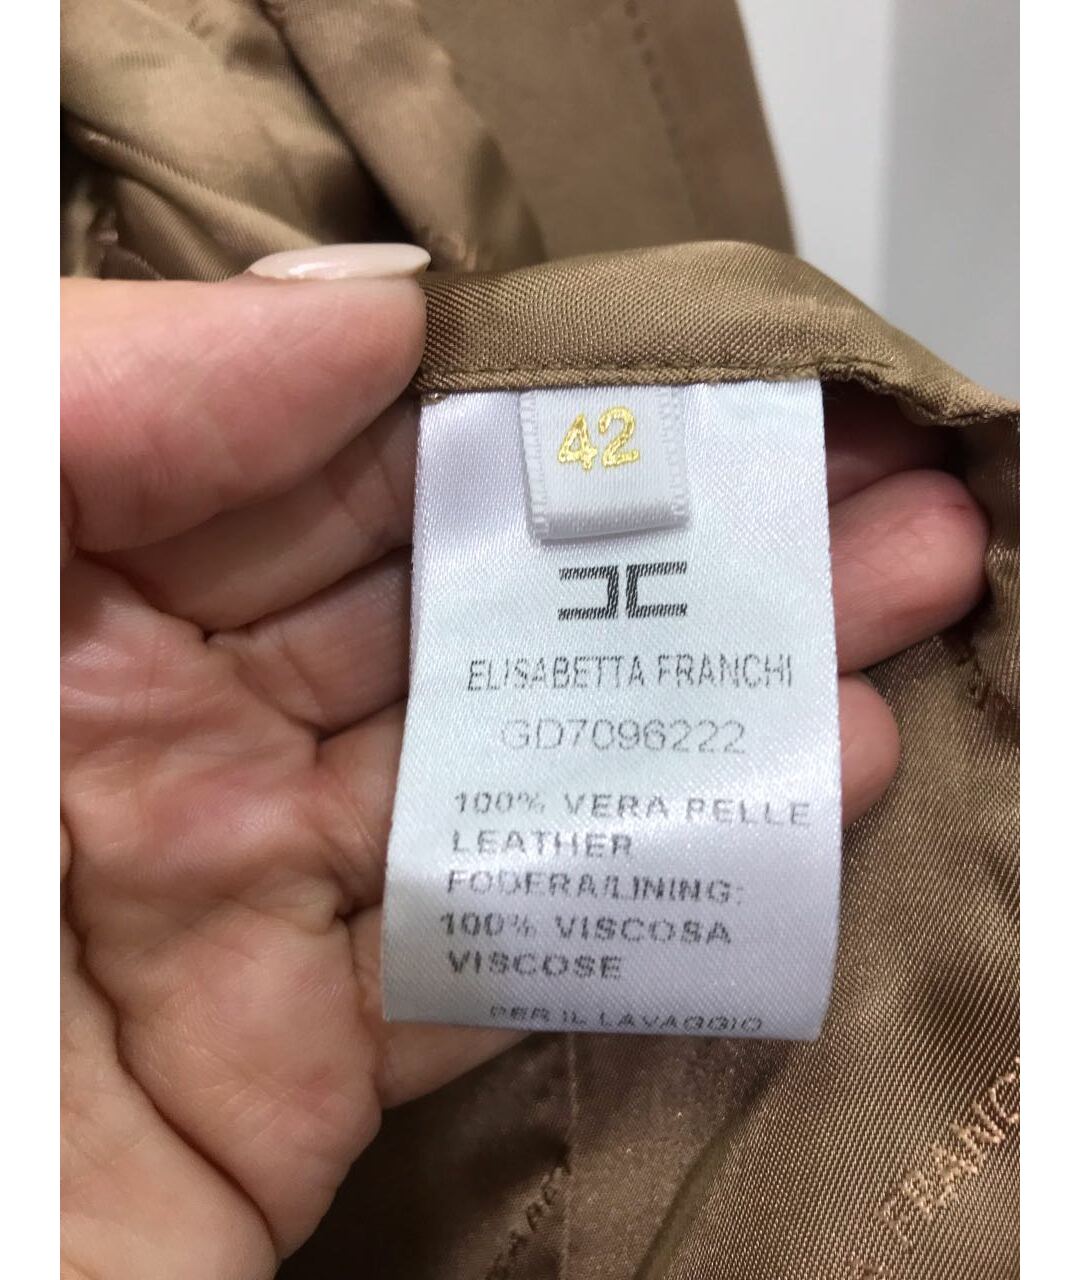 42
ELISABETTA FRANCHI
GD7096222
100% VERA PELLE
LEATHER
FODERA/LINING:
100% VISCOSA
VISCOSE
PER IL LAVAGGIO